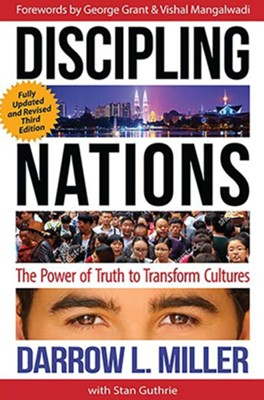 Forewords by George Grant & Vishal Mangalwadi
DISCIPLING
Fully
Updated and
Revised
Third
Edition
NATIONS
The Power of Truth to Transform Cultures
DARROW L. MILLER
with Stan Guthrie